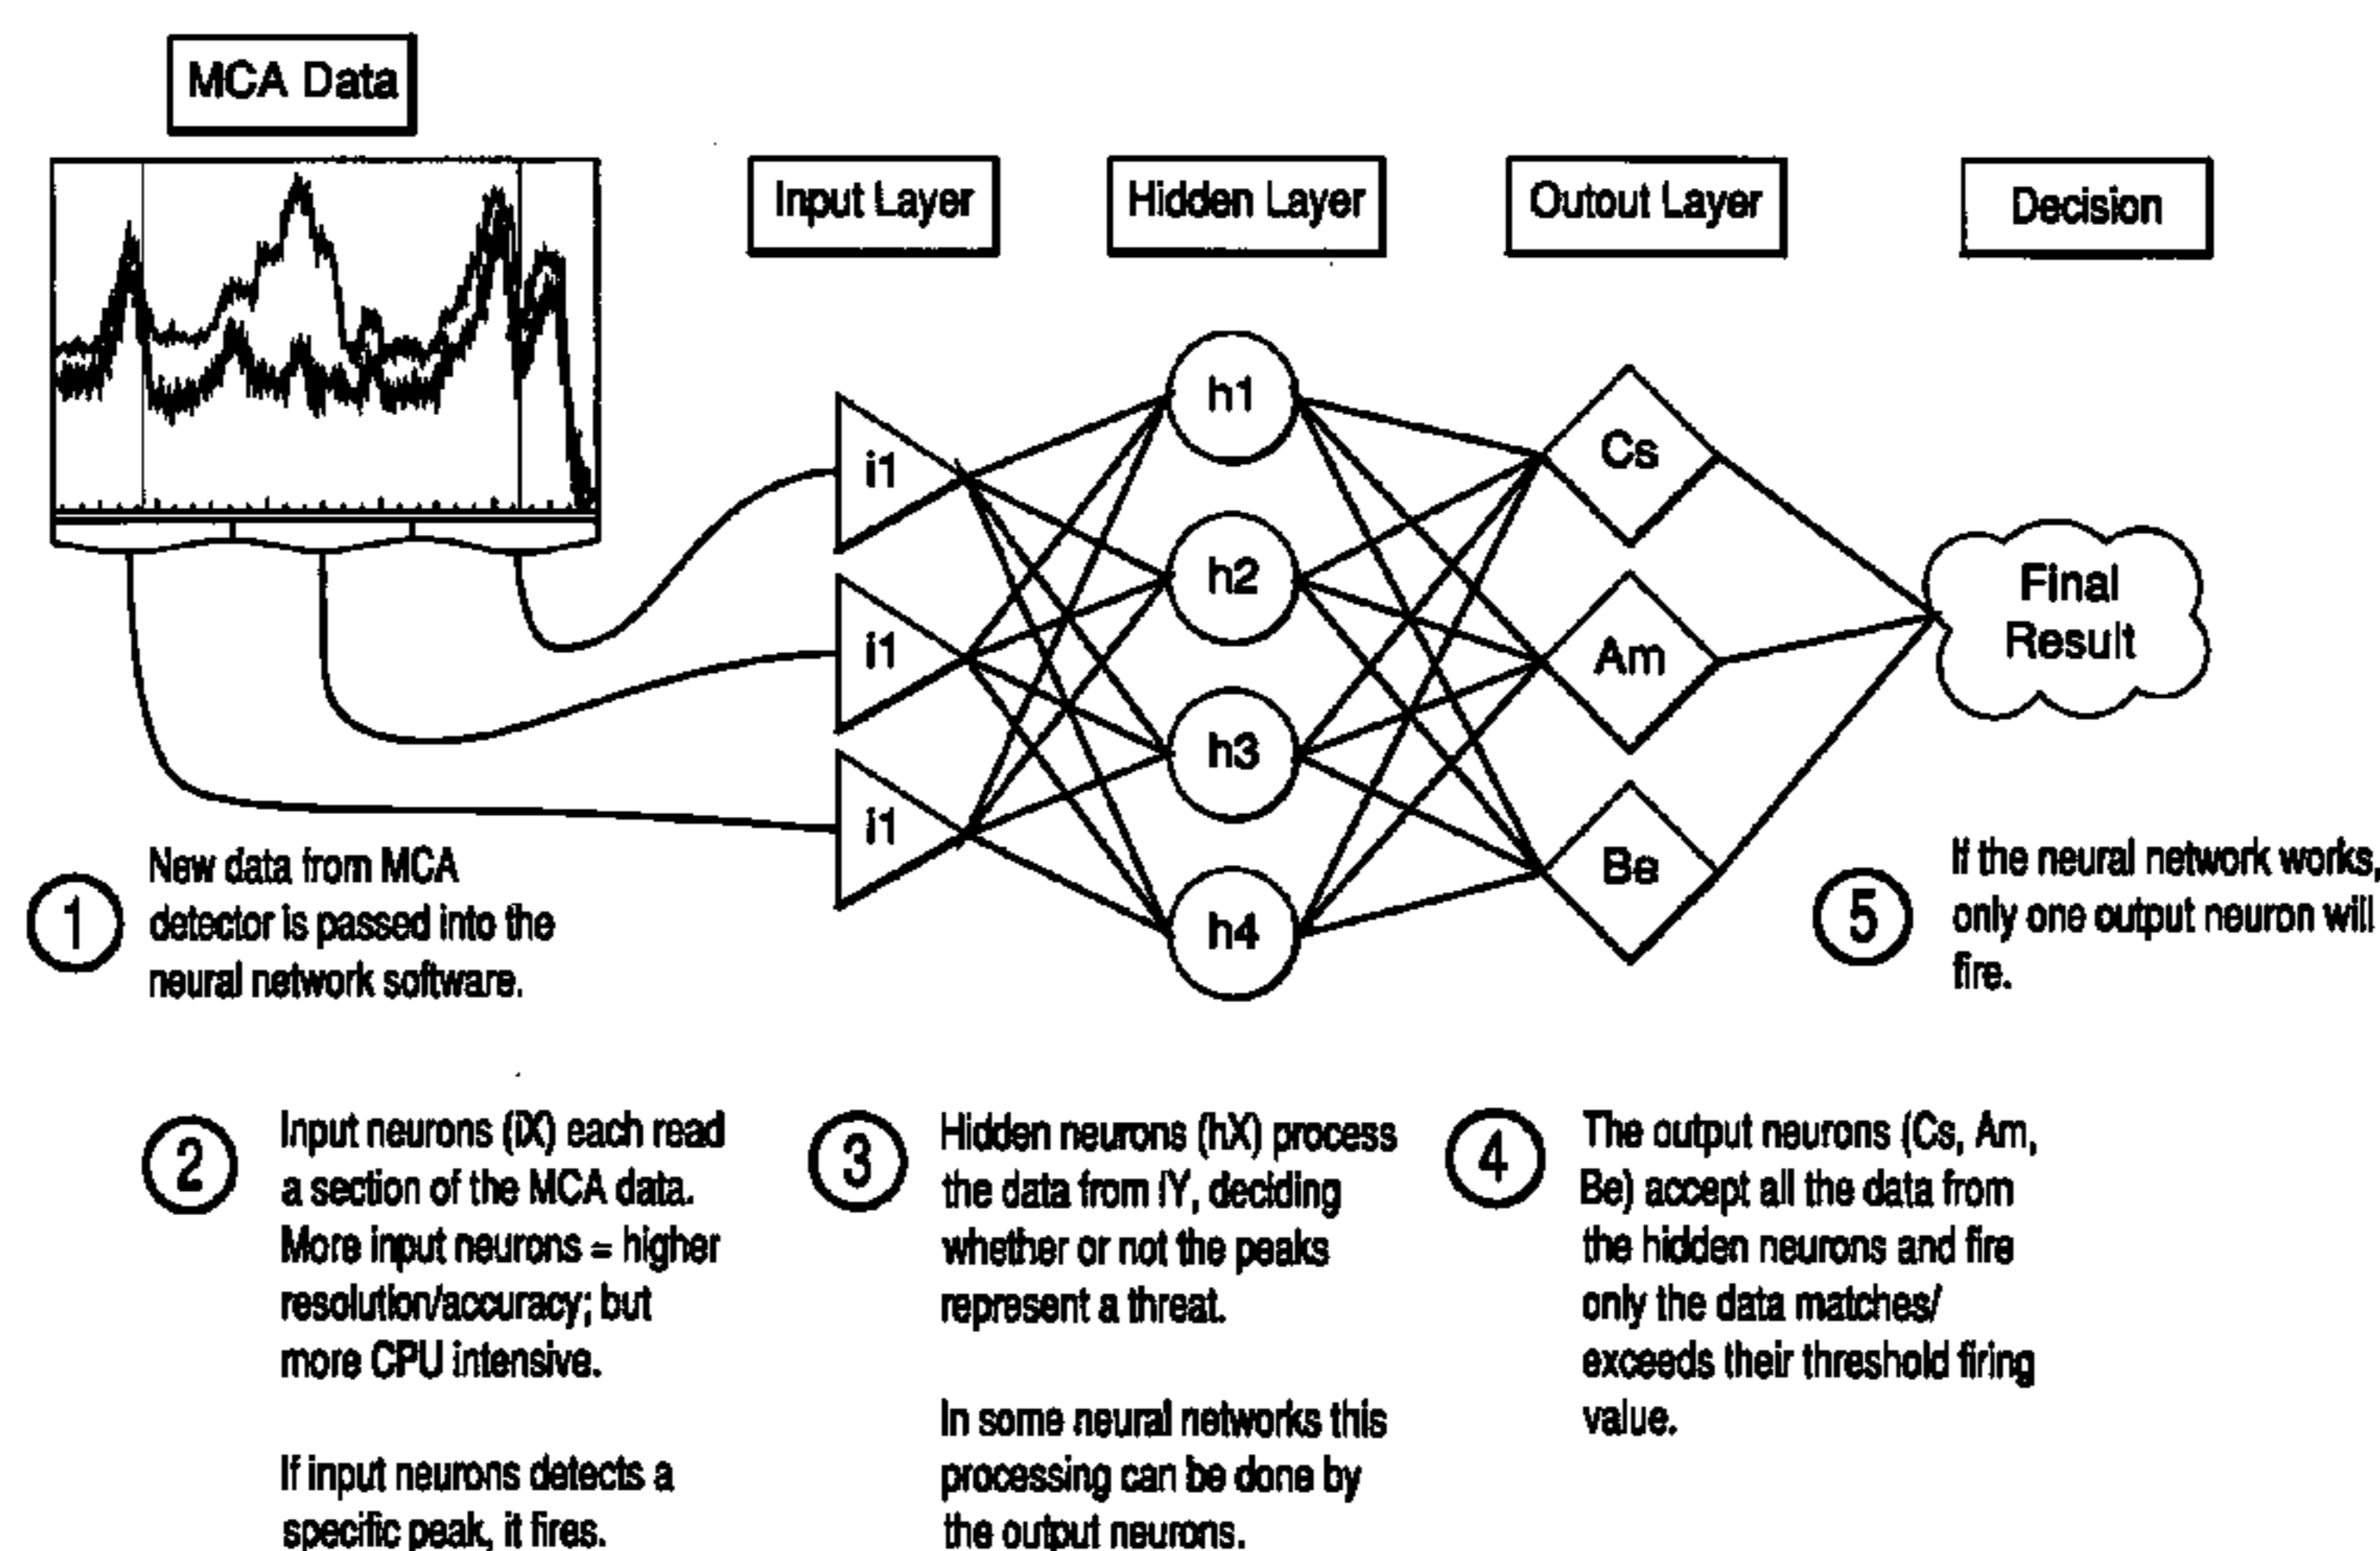 MCA Data
Input Layer
Hidden Layer
Outout Layer
Decision
i1
i1
i1
h1
h2
h3
h4
Cs
Am
Be
Final
Result
1
New data from MCA
detector is passed into the
neural network software.
5
If the neural network works,
only one output neuron will
fire.
2
Input neurons (iX) each read
a section of the MCA data.
More input neurons = higher
resolution/accuracy; but
more CPU intensive.
If input neurons detects a
specific peak, it fires.
3
Hidden neurons (hX) process
the data from iY, deciding
whether or not the peaks
represent a threat.
In some neural networks this
processing can be done by
the output neurons.
4
The output neurons (Cs, Am,
Be) accept all the data from
the hidden neurons and fire
only the data matches/
exceeds their threshold firing
value.